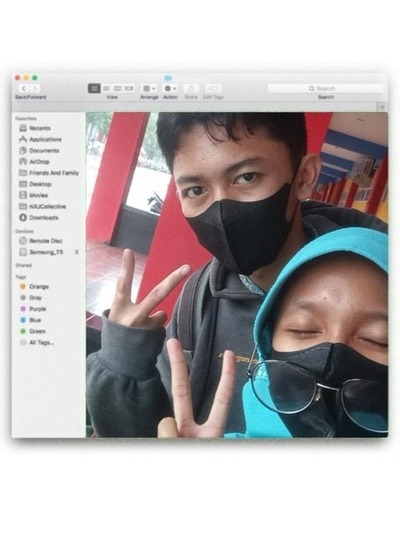 Back/Forward
View
Arrange
Action
Share
Edit Tags
Search
Search
Favorites
Recents
Applications
Documents
AirDrop
Friends And Family
Desktop
Movies
NXJCollective
Downloads
Devices
Remote Disc
Samsung_T5
Shared
Tags
Orange
Gray
Purple
Blue
Green
All Tags...